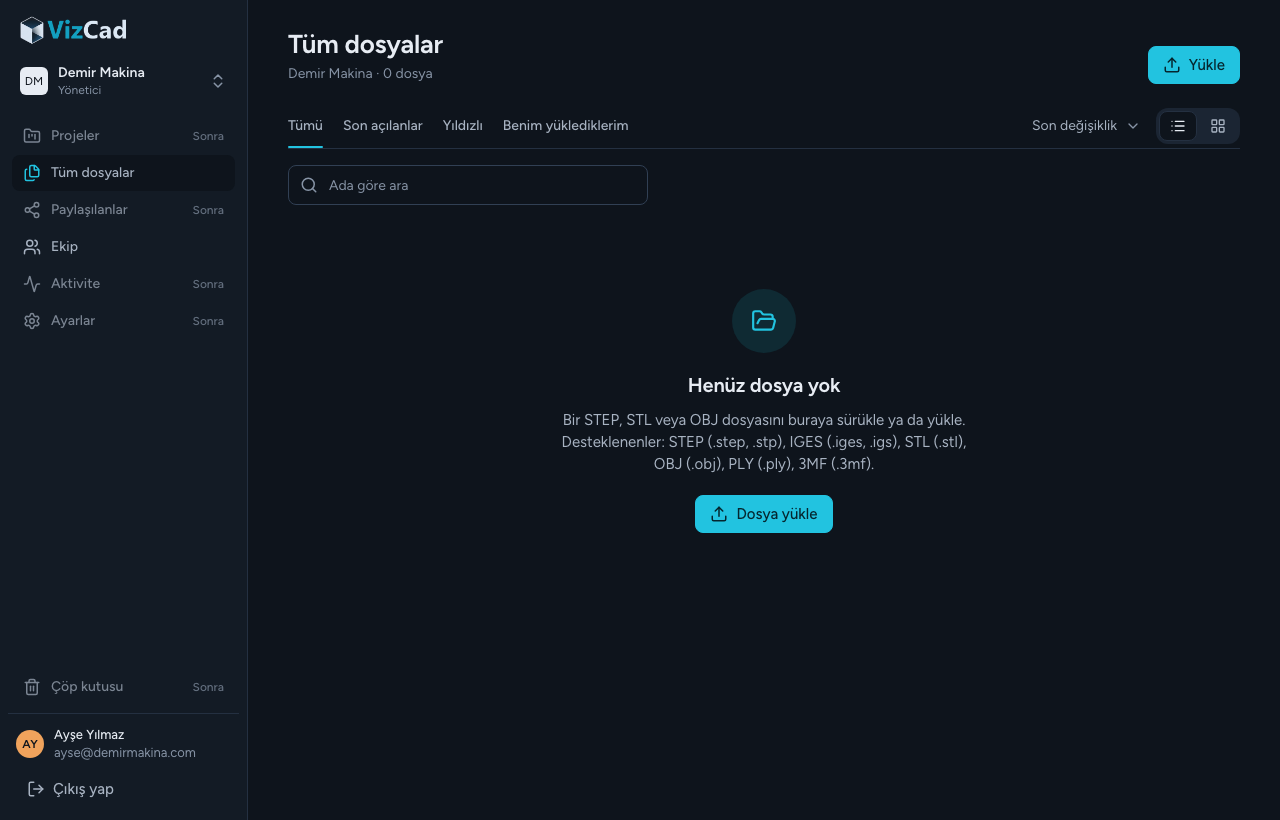 VizCad
DM
Demir Makina
Yönetici
Projeler Sonra
Tüm dosyalar
Paylaşılanlar Sonra
Ekip
Aktivite Sonra
Ayarlar Sonra
Çöp kutusu Sonra
AY
Ayşe Yılmaz
ayse@demirmakina.com
Çıkış yap
Tüm dosyalar
Demir Makina · 0 dosya
Yükle
Tümü Son açılanlar Yıldızlı Benim yüklediklerim Son değişiklik
Ada göre ara
Henüz dosya yok
Bir STEP, STL veya OBJ dosyasını buraya sürükle ya da yükle.
Desteklenenler: STEP (.step, .stp), IGES (.iges, .igs), STL (.stl),
OBJ (.obj), PLY (.ply), 3MF (.3mf).
Dosya yükle